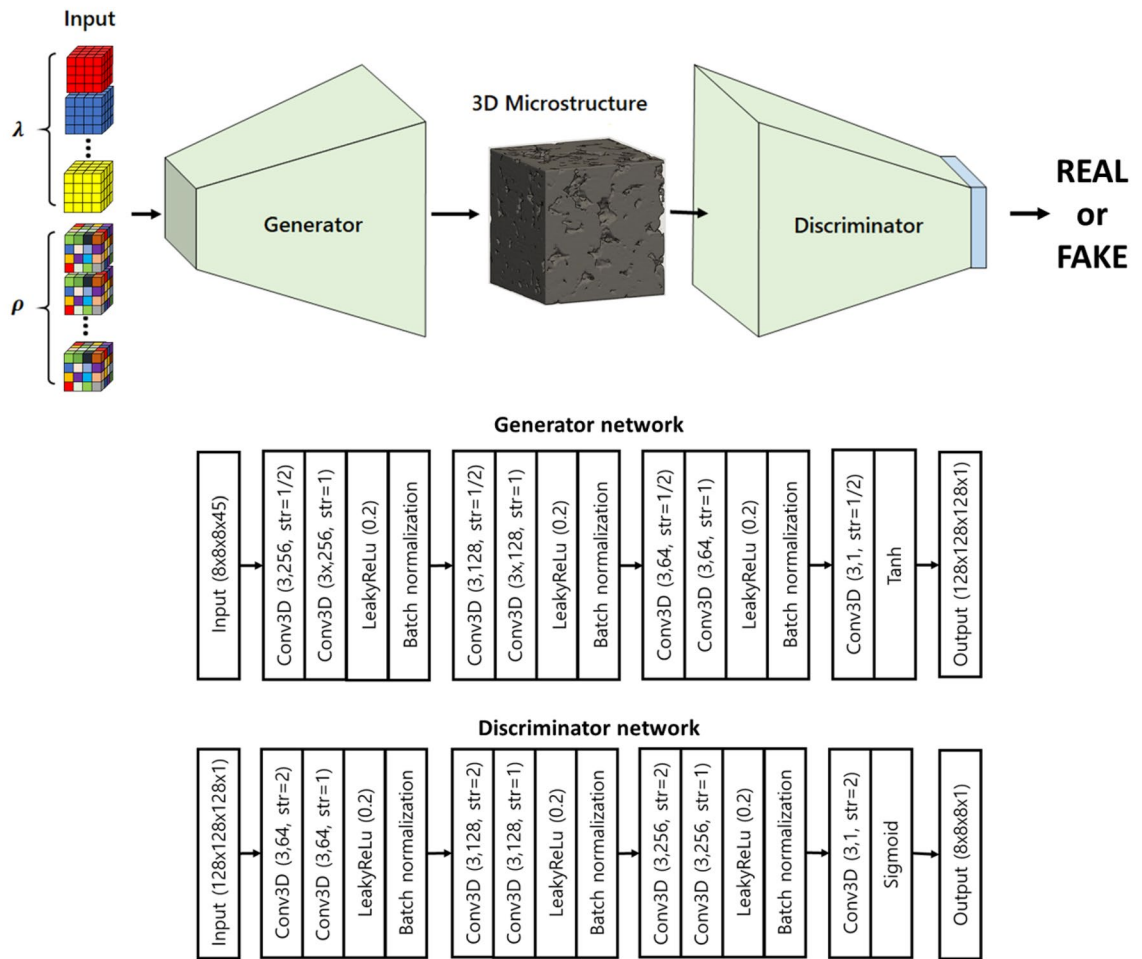 Input
λ
ρ
Generator
3D Microstructure
Discriminator
REAL
or
FAKE
Generator network
Input (8x8x8x45)
Conv3D (3,256, str=1/2)
Conv3D (3x,256, str=1)
LeakyReLu (0.2)
Batch normalization
Conv3D (3,128, str=1/2)
Conv3D (3x,128, str=1)
LeakyReLu (0.2)
Batch normalization
Conv3D (3,64, str=1/2)
Conv3D (3,64, str=1)
LeakyReLu (0.2)
Batch normalization
Conv3D (3,1, str=1/2)
Tanh
Output (128x128x128x1)
Discriminator network
Input (128x128x128x1)
Conv3D (3,64, str=2)
Conv3D (3,64, str=1)
LeakyReLu (0.2)
Batch normalization
Conv3D (3,128, str=2)
Conv3D (3,128, str=1)
LeakyReLu (0.2)
Batch normalization
Conv3D (3,256, str=2)
Conv3D (3,256, str=1)
LeakyReLu (0.2)
Batch normalization
Conv3D (3,1, str=2)
Sigmoid
Output (8x8x8x1)